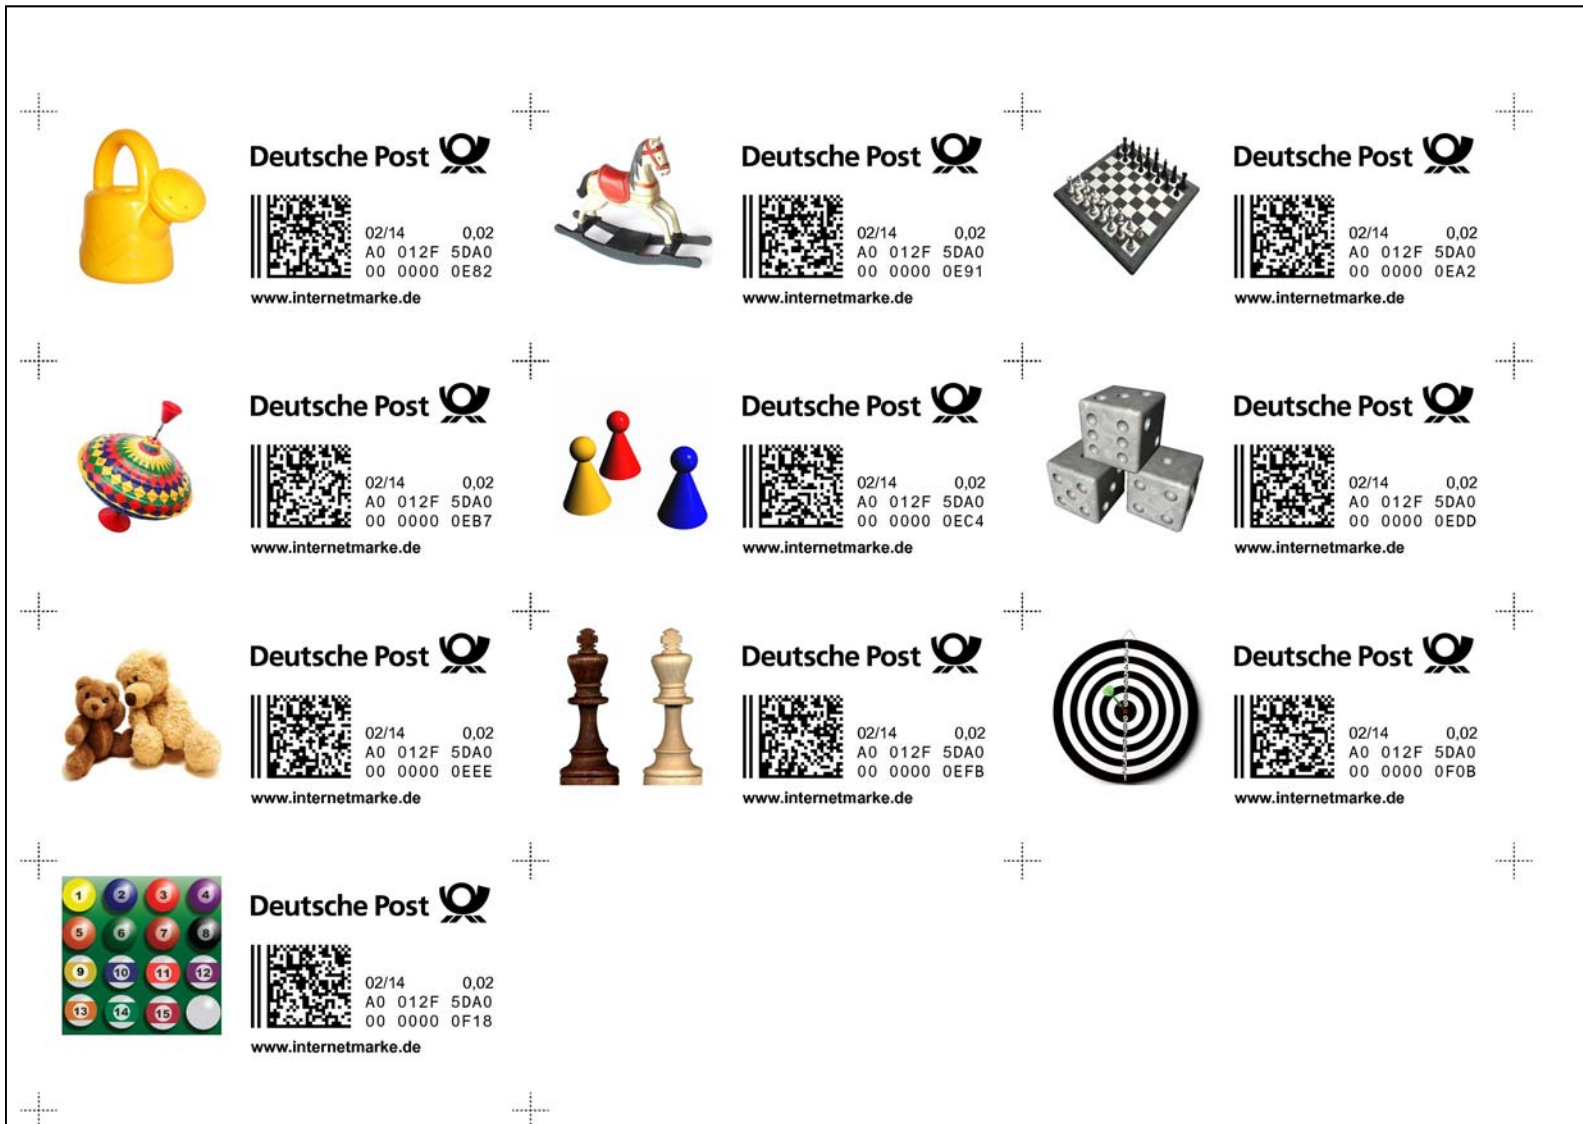 Deutsche Post
02/14 0,02
A0 012F 5DA0
00 0000 0E82
www.internetmarke.de
Deutsche Post
02/14 0,02
A0 012F 5DA0
00 0000 0E91
www.internetmarke.de
Deutsche Post
02/14 0,02
A0 012F 5DA0
00 0000 0EA2
www.internetmarke.de
Deutsche Post
02/14 0,02
A0 012F 5DA0
00 0000 0EB7
www.internetmarke.de
Deutsche Post
02/14 0,02
A0 012F 5DA0
00 0000 0EC4
www.internetmarke.de
Deutsche Post
02/14 0,02
A0 012F 5DA0
00 0000 0EDD
www.internetmarke.de
Deutsche Post
02/14 0,02
A0 012F 5DA0
00 0000 0EEE
www.internetmarke.de
Deutsche Post
02/14 0,02
A0 012F 5DA0
00 0000 0EFB
www.internetmarke.de
Deutsche Post
02/14 0,02
A0 012F 5DA0
00 0000 0F0B
www.internetmarke.de
1 2 3 4
5 6 7 8
9 10 11 12
13 14 15
Deutsche Post
02/14 0,02
A0 012F 5DA0
00 0000 0F18
www.internetmarke.de